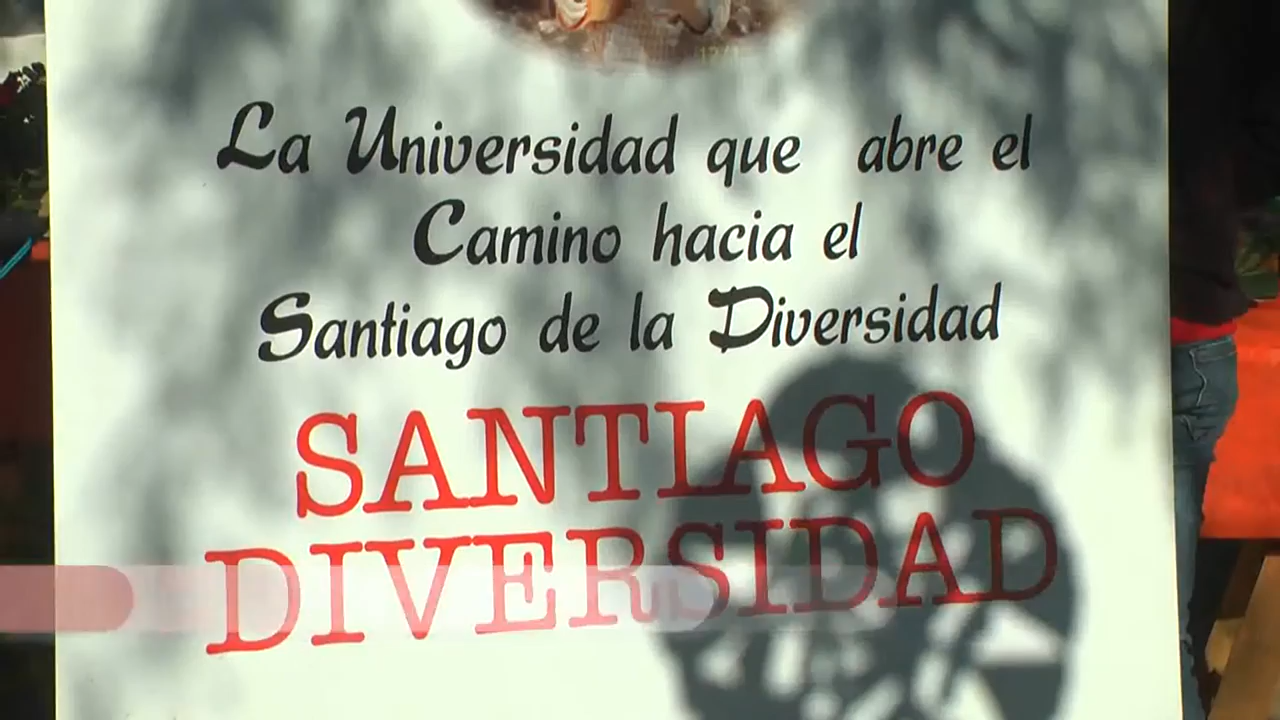 La Universidad que abre el
Camino hacia el
Santiago de la Diversidad
SANTIAGO
DIVERSIDAD